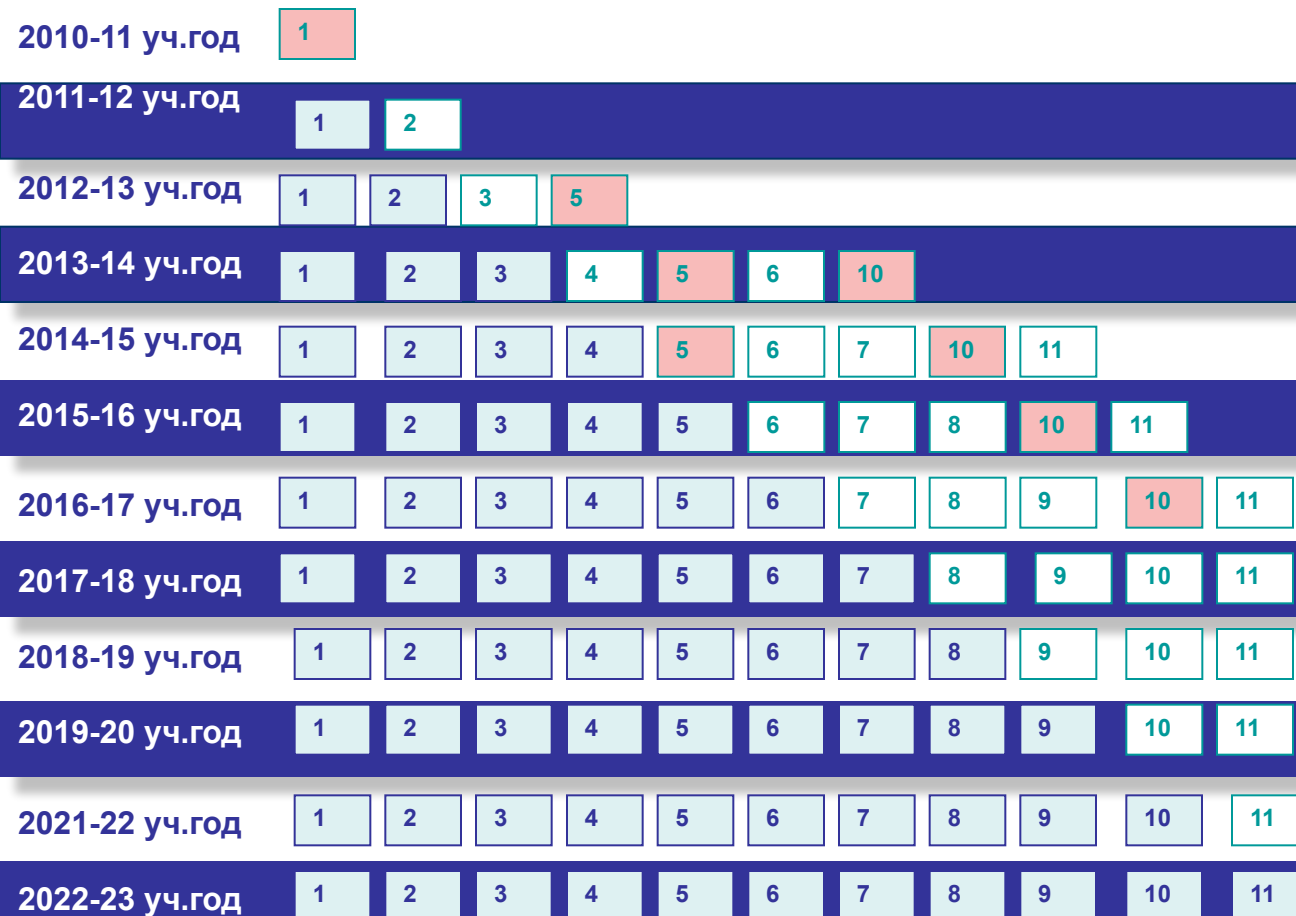 2010-11 уч.год 1
2011-12 уч.год 1 2
2012-13 уч.год 1 2 3 5
2013-14 уч.год 1 2 3 4 5 6 10
2014-15 уч.год 1 2 3 4 5 6 7 10 11
2015-16 уч.год 1 2 3 4 5 6 7 8 10 11
2016-17 уч.год 1 2 3 4 5 6 7 8 9 10 11
2017-18 уч.год 1 2 3 4 5 6 7 8 9 10 11
2018-19 уч.год 1 2 3 4 5 6 7 8 9 10 11
2019-20 уч.год 1 2 3 4 5 6 7 8 9 10 11
2021-22 уч.год 1 2 3 4 5 6 7 8 9 10 11
2022-23 уч.год 1 2 3 4 5 6 7 8 9 10 11